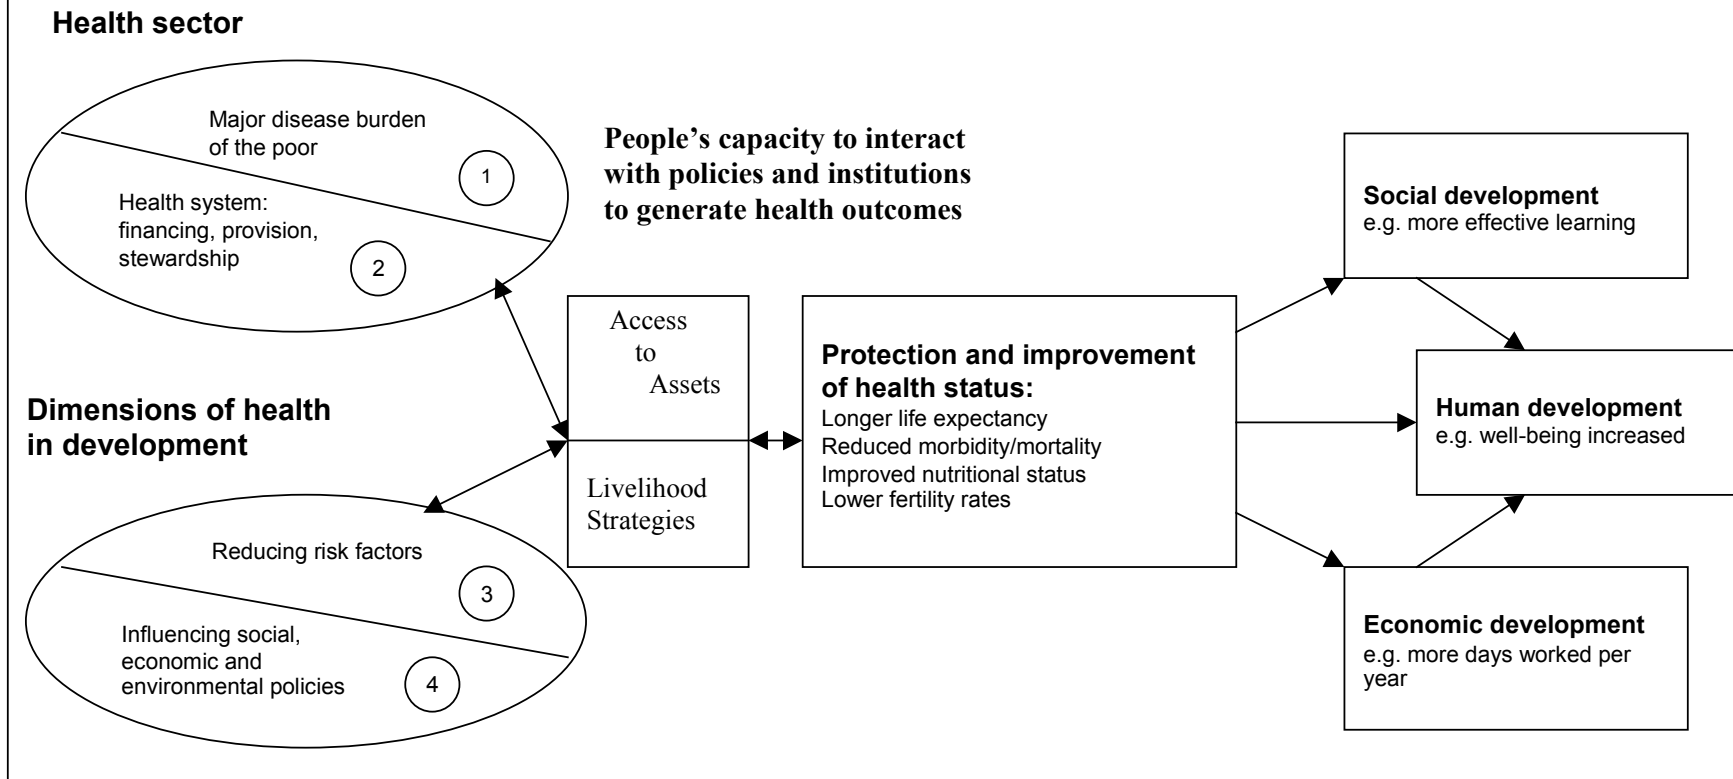 Health sector
Major disease burden
of the poor
1
Health system:
financing, provision,
stewardship
2
People’s capacity to interact
with policies and institutions
to generate health outcomes
Dimensions of health
in development
Reducing risk factors
3
Influencing social,
economic and
environmental policies
4
Access
to
Assets
Livelihood
Strategies
Protection and improvement
of health status:
Longer life expectancy
Reduced morbidity/mortality
Improved nutritional status
Lower fertility rates
Social development
e.g. more effective learning
Human development
e.g. well-being increased
Economic development
e.g. more days worked per
year